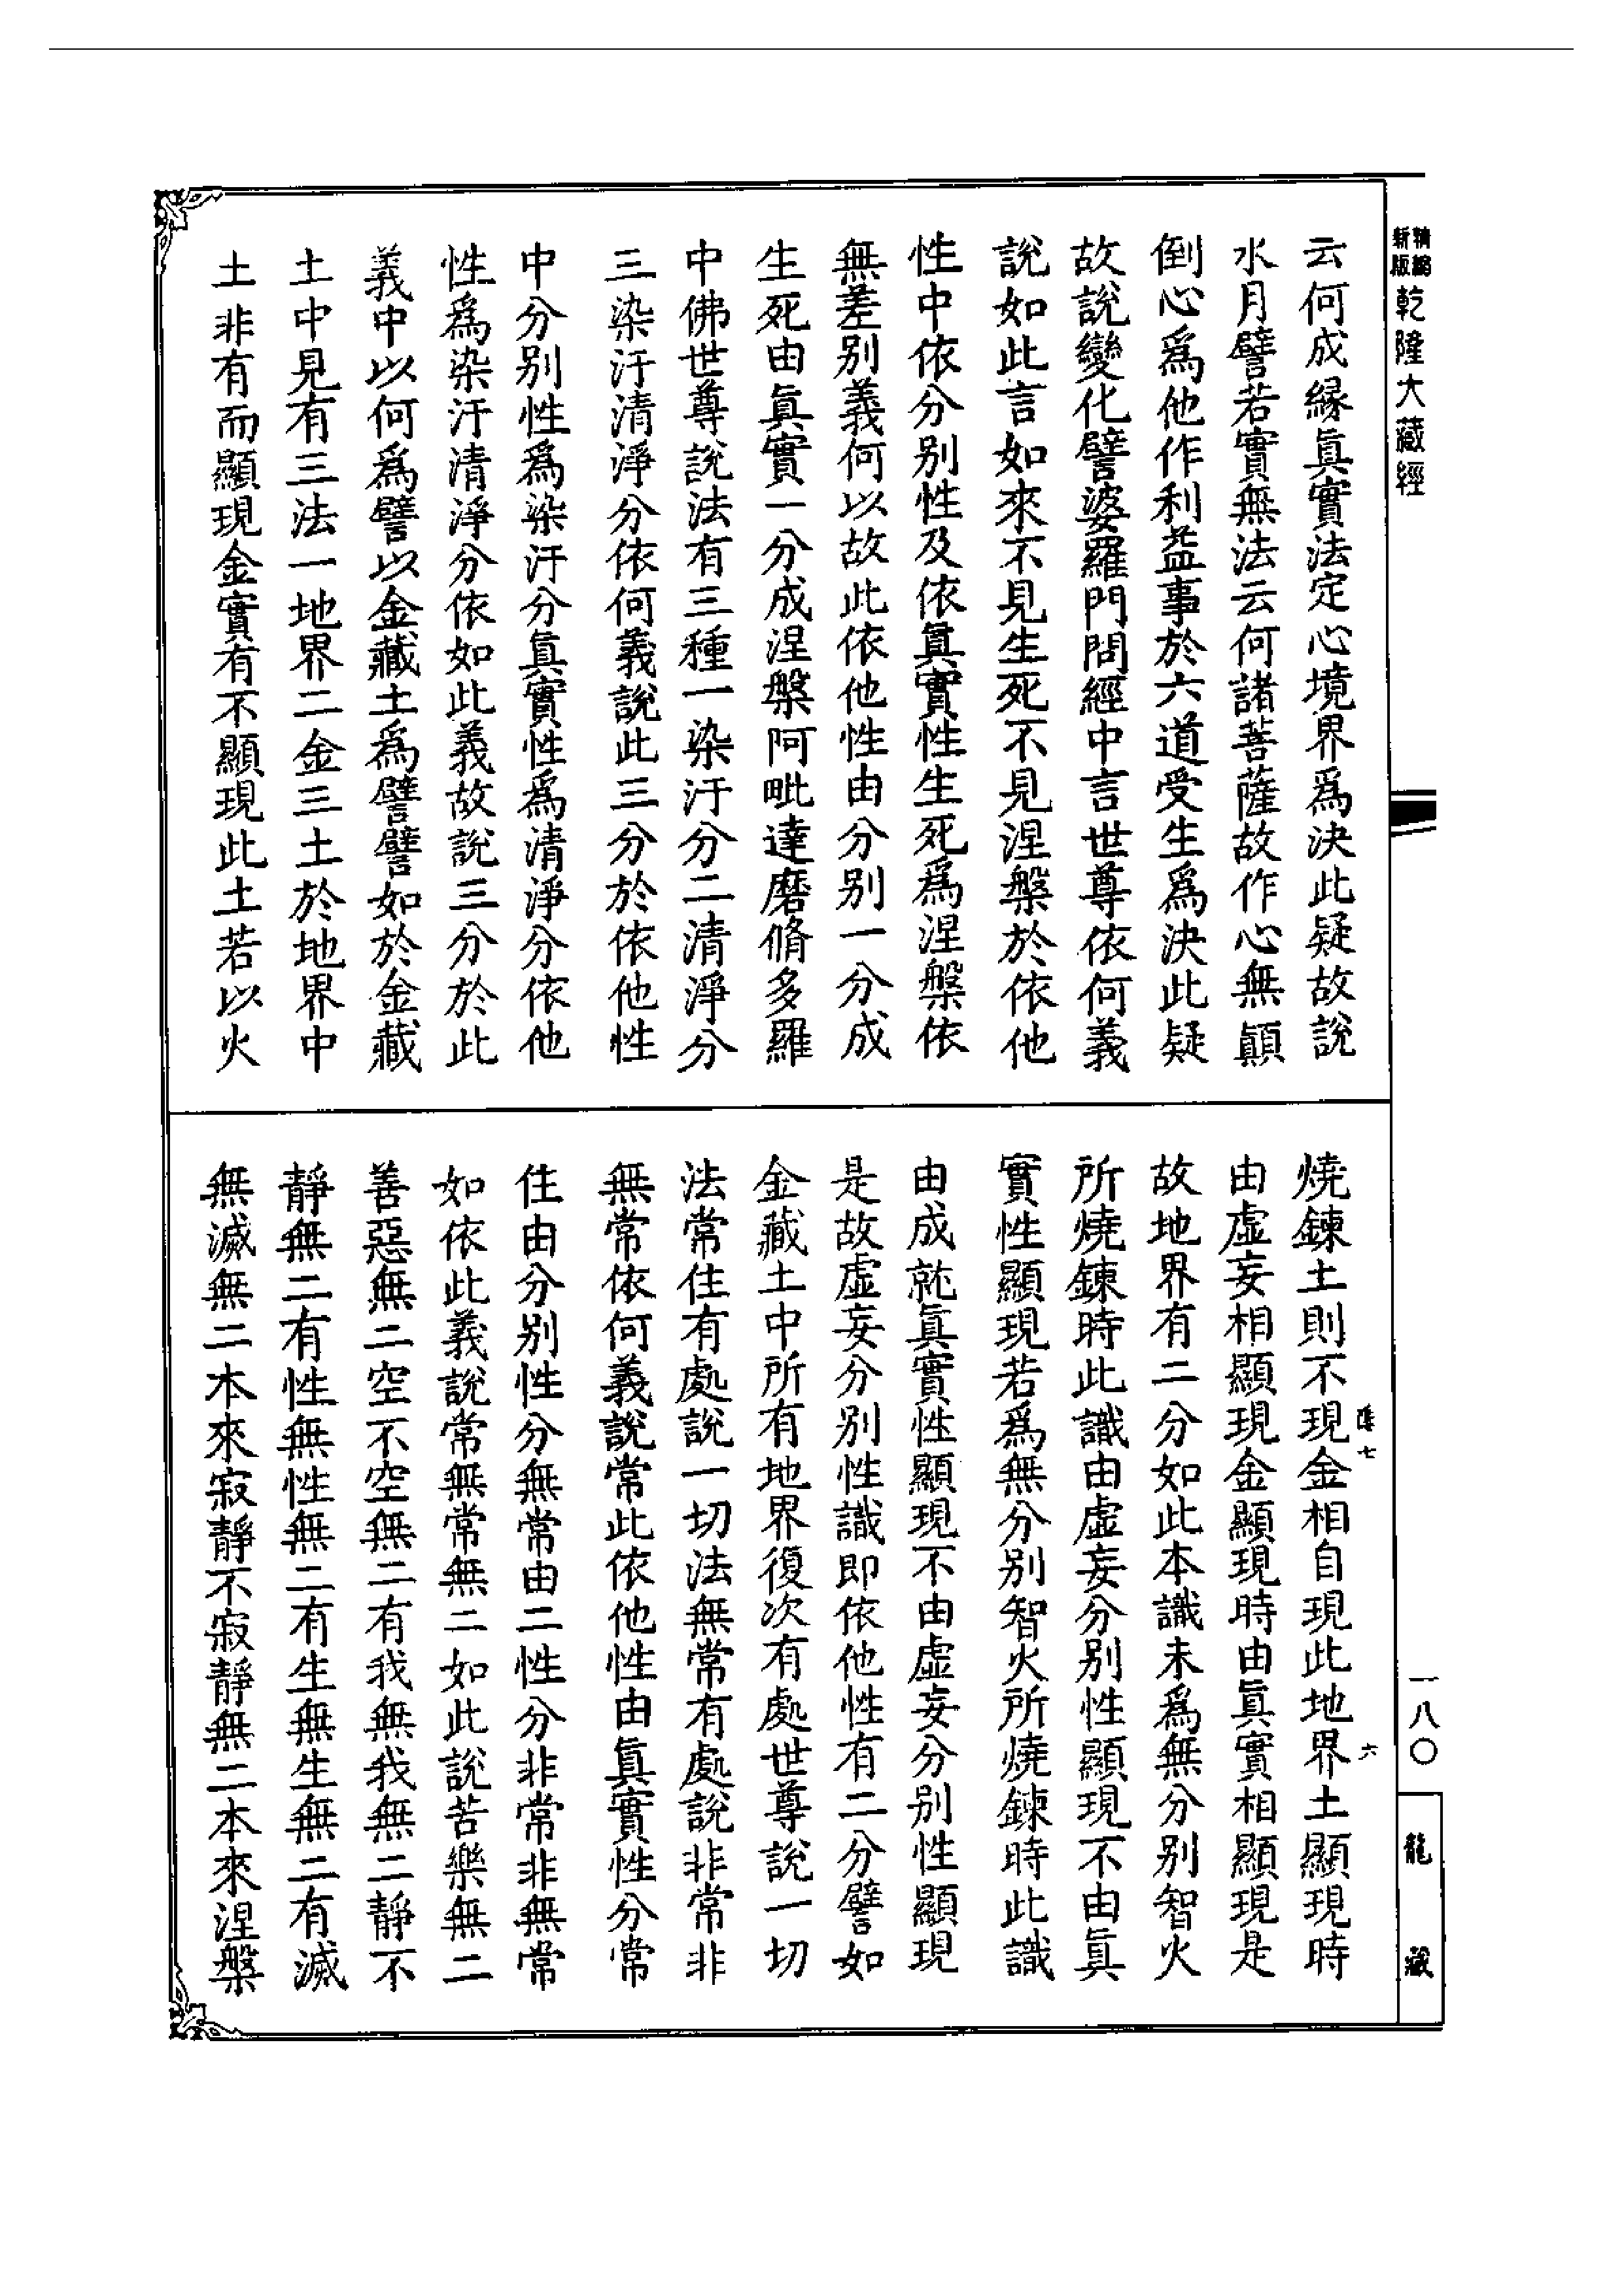 新版精編乾隆大藏經
云何成緣眞實法定心境界爲決此疑故說
水月譬若實無法云何諸菩薩故作心無顚
倒心爲他作利益事於六道受生爲決此疑
故說變化譬婆羅門問經中言世尊依何義
說如此言如來不見生死不見涅槃於依他
性中依分別性及依眞實性生死爲涅槃依
無差別義何以故此依他性由分別一分成
生死由眞實一分成涅槃阿毗達磨脩多羅
中佛世尊說法有三種一染汙分二清淨分
三染汙清淨分依何義說此三分於依他性
中分別性爲染汙分眞實性爲清淨分依他
性爲染汙清淨分依如此義故說三分於此
義中以何爲譬以金藏土爲譬譬如於金藏
土中見有三法一地界二金三土於地界中
土非有而顯現金實有不顯現此土若以火
燒鍊土則不現金相自現此地界土顯現時
由虛妄相顯現金顯現時由眞實相顯現是
故地界有二分如此本識未爲無分別智火
所燒鍊時此識由虛妄分別性顯現不由眞
實性顯現若爲無分別智火所燒鍊時此識
由成就眞實性顯現不由虛妄分別性顯現
是故虛妄分別性識即依他性有二分譬如
金藏土中所有地界復次有處世尊說一切
法常住有處說一切法無常有處說非常非
無常依何義說常此依他性由眞實性分常
住由分別性分無常由二性分非常非無常
如依此義說常無常無二如此說苦樂無二
善惡無二空不空無二有我無我無二靜不
靜無二有性無性無二有生無生無二有滅
無滅無二本來寂靜不寂靜無二本來涅槃
七
六
一八〇
龍藏